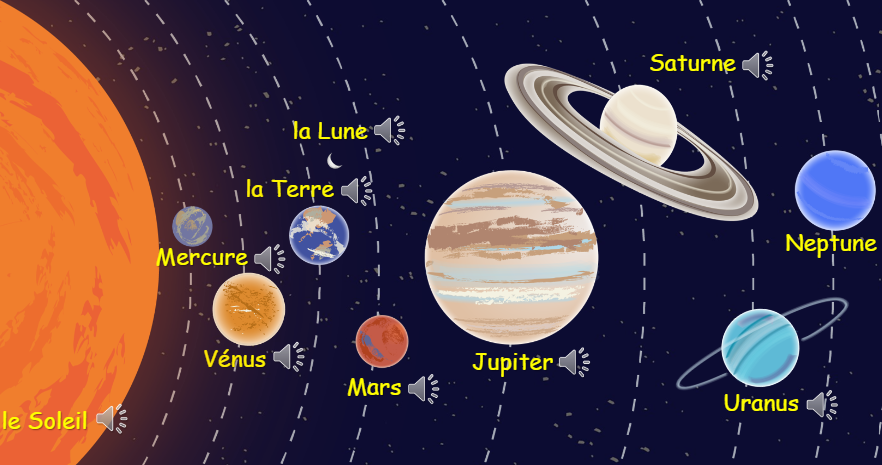 Saturne
la Lune
la Terre
Neptune
Mercure
Vénus
Jupiter
Mars
Uranus
le Soleil